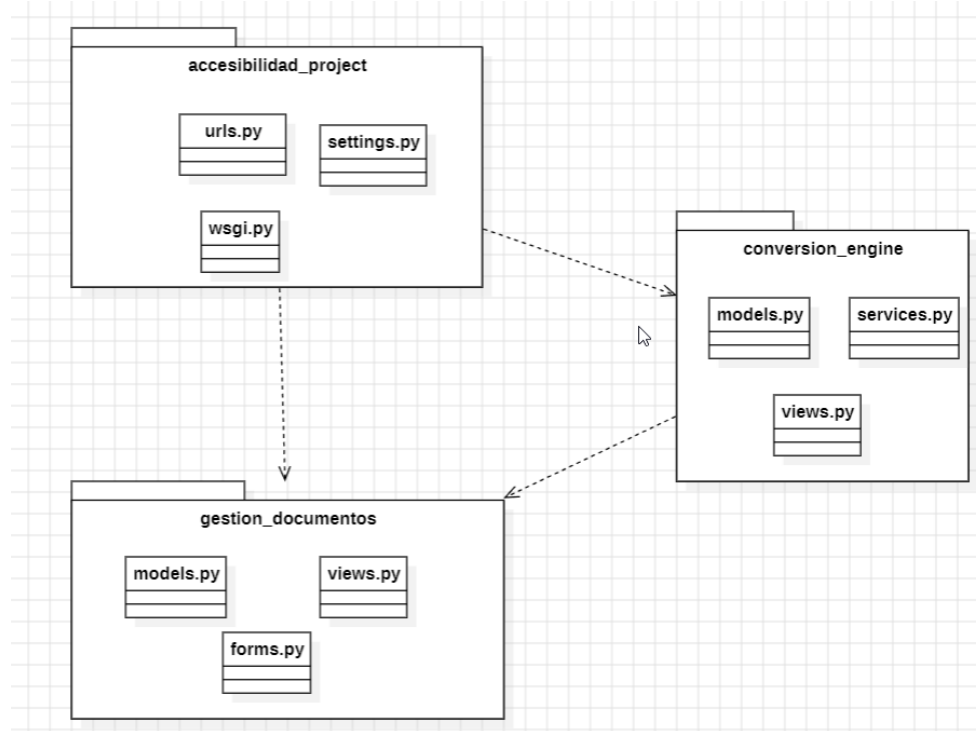 accesibilidad_project
urls.py
settings.py
wsgi.py
conversion_engine
models.py
services.py
views.py
gestion_documentos
models.py
views.py
forms.py